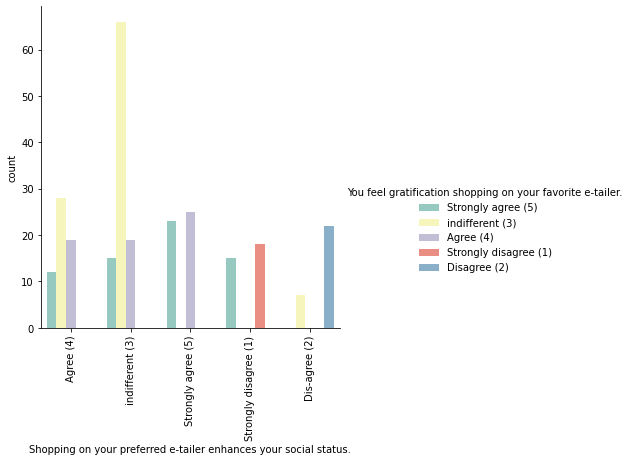 60
50
40
30
20
10
0
count
Agree (4)
indifferent (3)
Strongly agree (5)
Strongly disagree (1)
Dis-agree (2)
Shopping on your preferred e-tailer enhances your social status.
You feel gratification shopping on your favorite e-tailer.
Strongly agree (5)
indifferent (3)
Agree (4)
Strongly disagree (1)
Disagree (2)